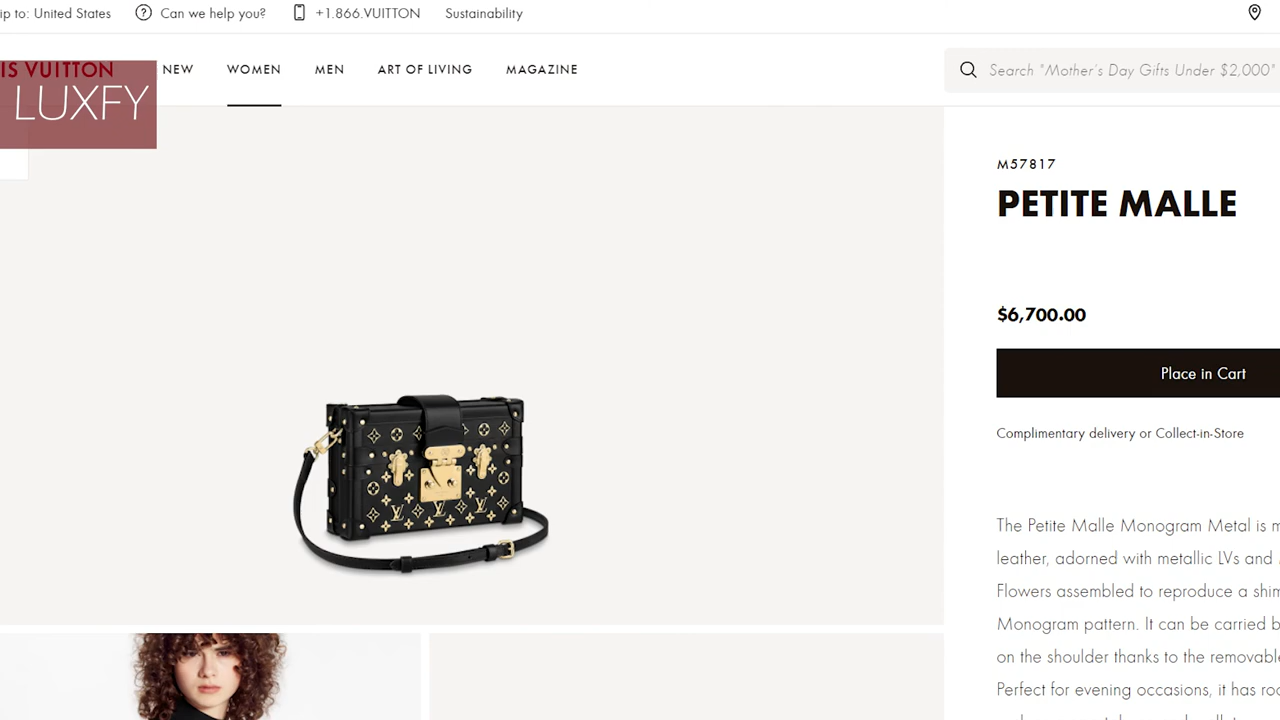 ip to: United States Can we help you? +1.866.VUITTON Sustainability
IS VUITTON NEW WOMEN MEN ART OF LIVING MAGAZINE Search "Mother's Day Gifts Under $2,000"
LUXFY
M57817
PETITE MALLE
$6,700.00
Place in Cart
Complimentary delivery or Collect-in-Store
The Petite Malle Monogram Metal is m
leather, adorned with metallic LVs and
Flowers assembled to reproduce a shim
Monogram pattern. It can be carried b
on the shoulder thanks to the removable
Perfect for evening occasions, it has roo